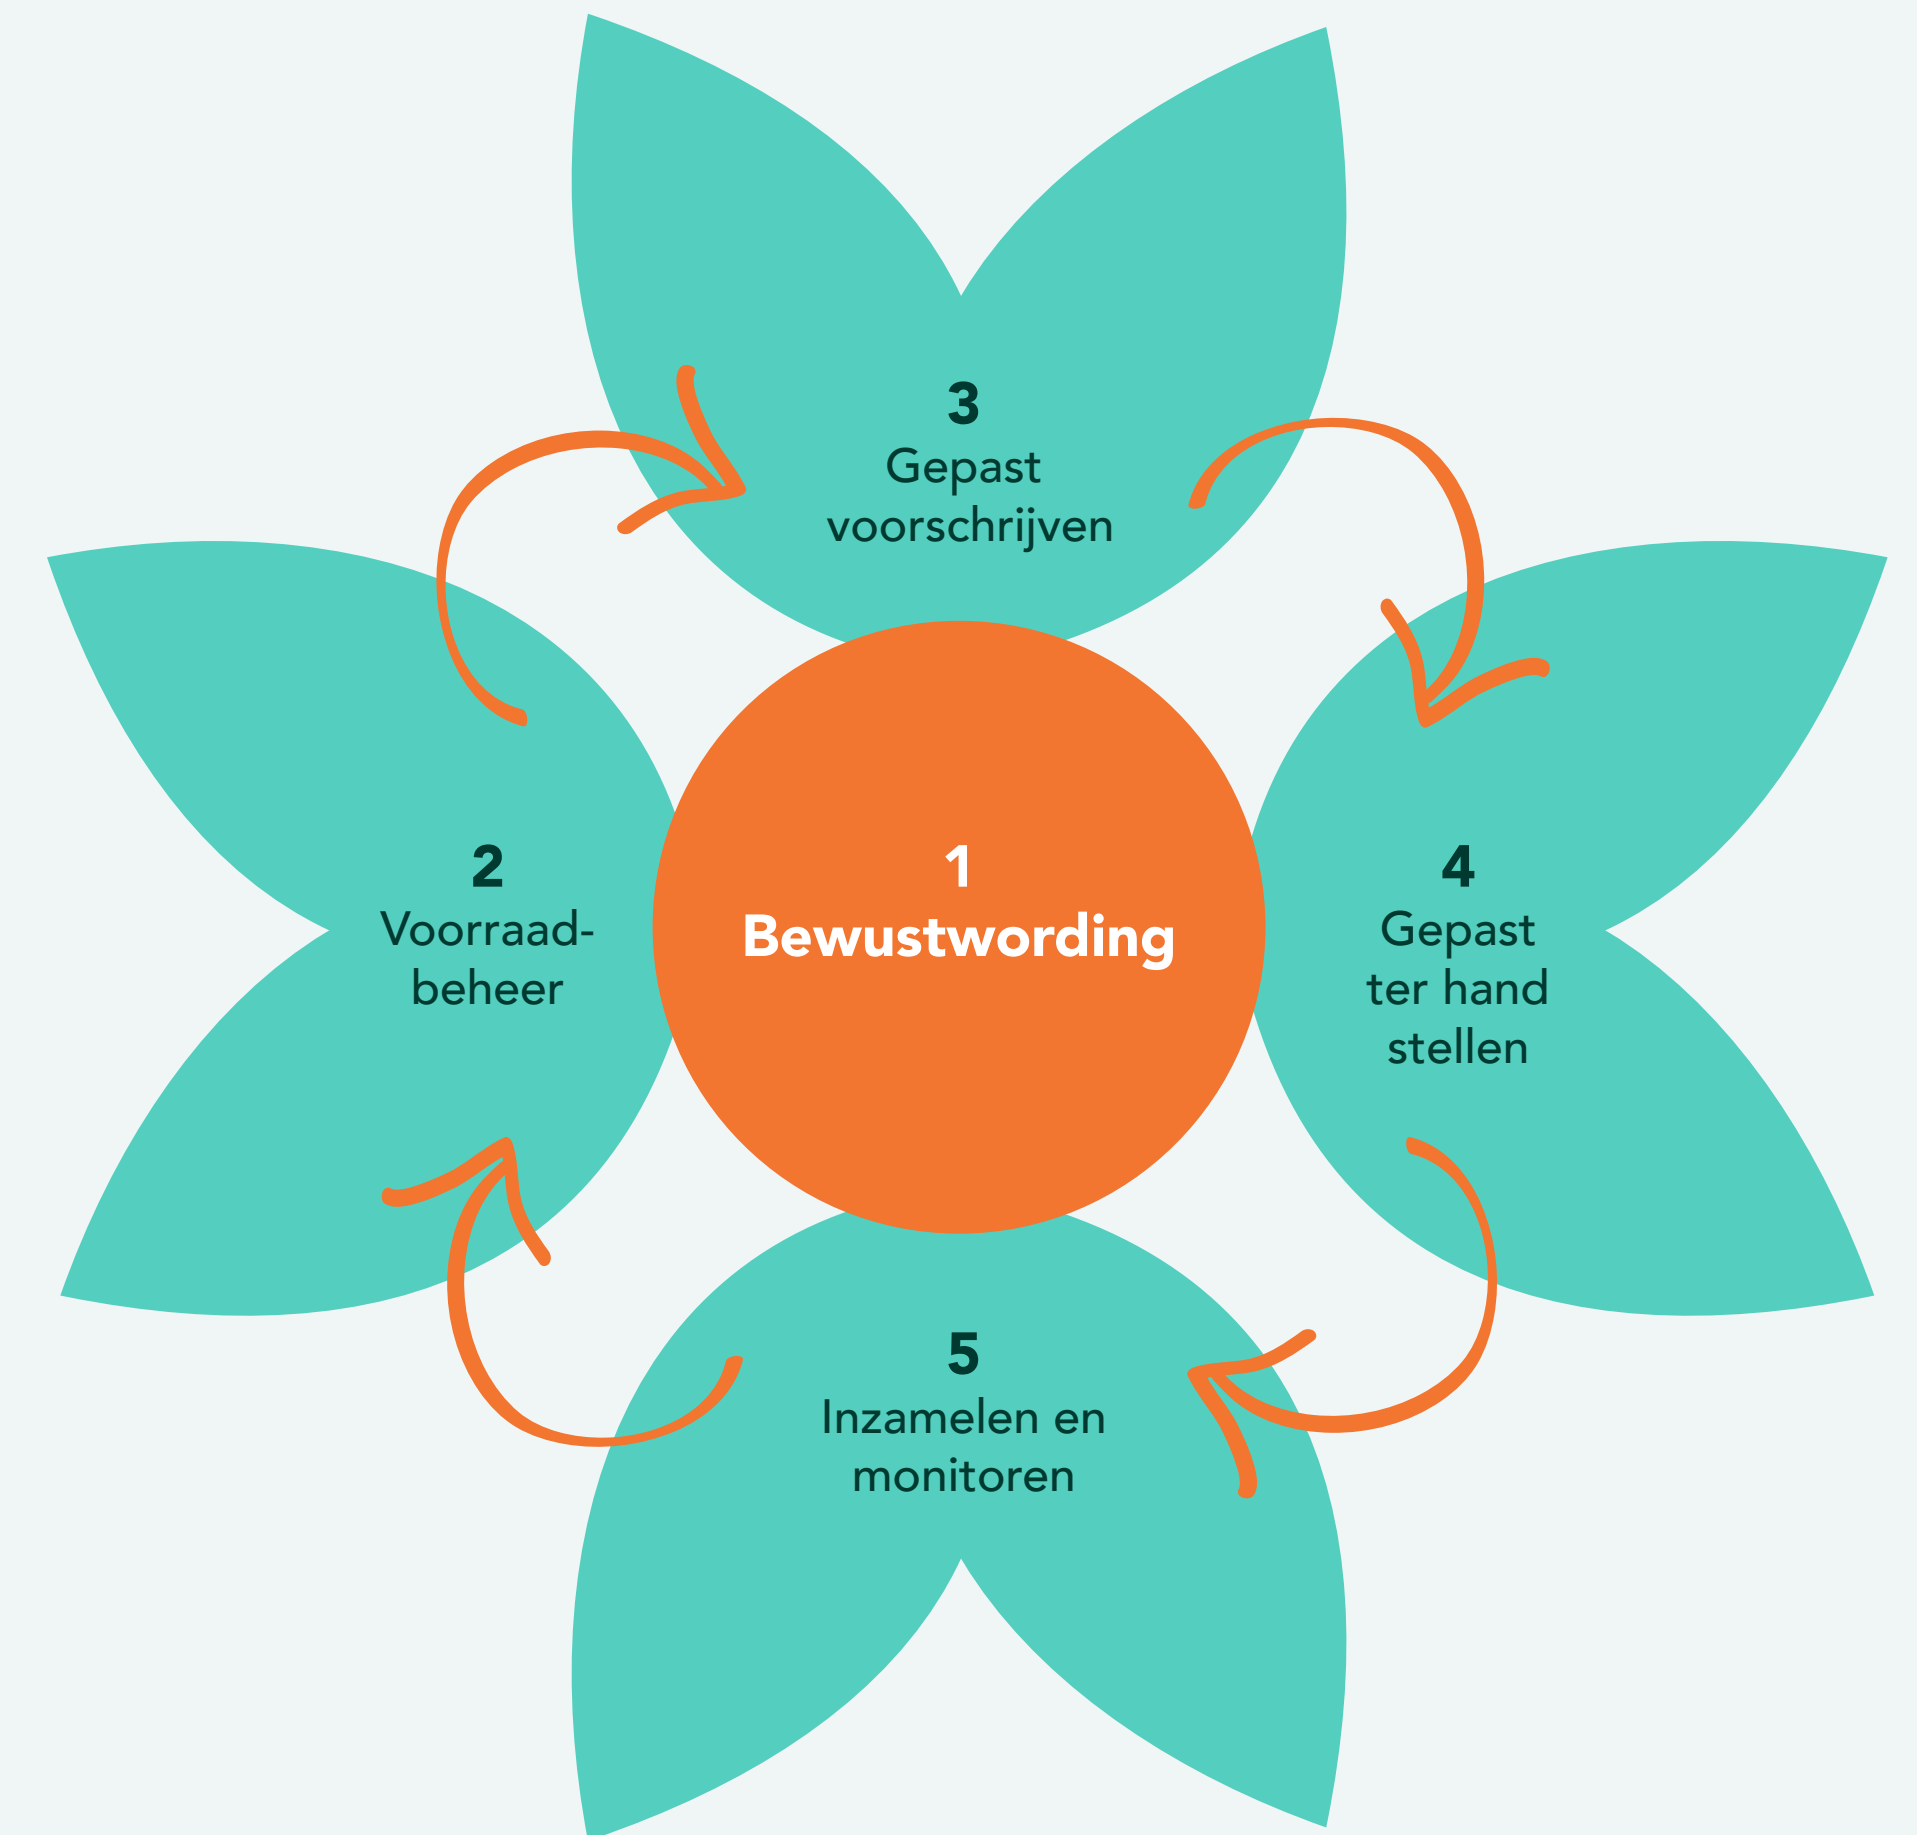 1
Bewustwording
2
Voorraad-
beheer
3
Gepast
voorschrijven
4
Gepast
ter hand
stellen
5
Inzamelen en
monitoren